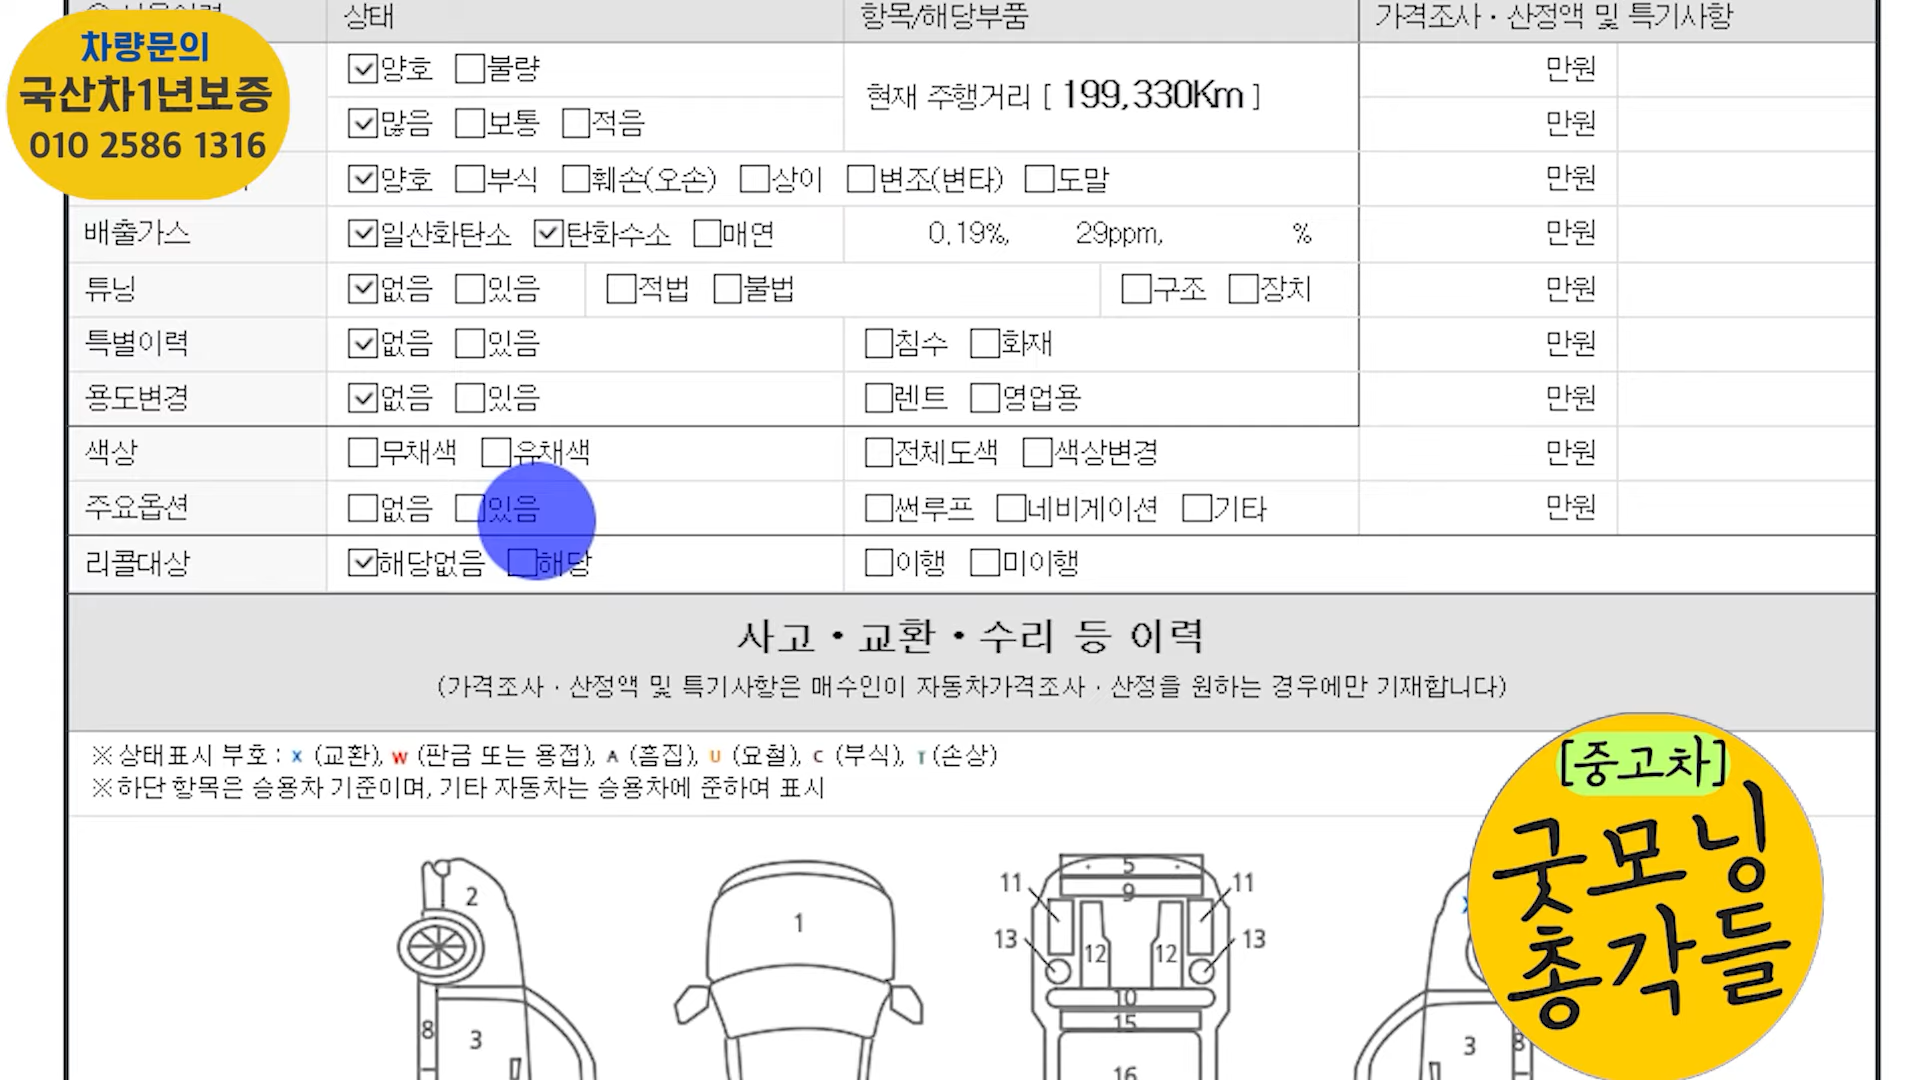 상태 항목/해당부품 가격조사 · 산정액 및 특기사항
차량문의
국산차1년보증
010 2586 1316
양호 불량 만원
현재 주행거리 [ 199,330Km ]
많음 보통 적음 만원
양호 부식 훼손(오손) 상이 변조(변타) 도말 만원
배출가스 일산화탄소 탄화수소 매연 0.19%, 29ppm, % 만원
튜닝 없음 있음 적법 불법 구조 장치 만원
특별이력 없음 있음 침수 화재 만원
용도변경 없음 있음 렌트 영업용 만원
색상 무채색 유채색 전체도색 색상변경 만원
주요옵션 없음 있음 썬루프 네비게이션 기타 만원
리콜대상 해당없음 해당 이행 미이행
사고 • 교환 • 수리 등 이력
(가격조사 · 산정액 및 특기사항은 매수인이 자동차가격조사 · 산정을 원하는 경우에만 기재합니다)
※ 상태표시 부호 : X (교환), W (판금 또는 용접), A (흠집), U (요철), C (부식), T (손상)
※ 하단 항목은 승용차 기준이며, 기타 자동차는 승용차에 준하여 표시
[중고차]
굿모닝
총각들
2 1 5
11 9 11
13 12 12 13
10
8 3 15 3 8
16